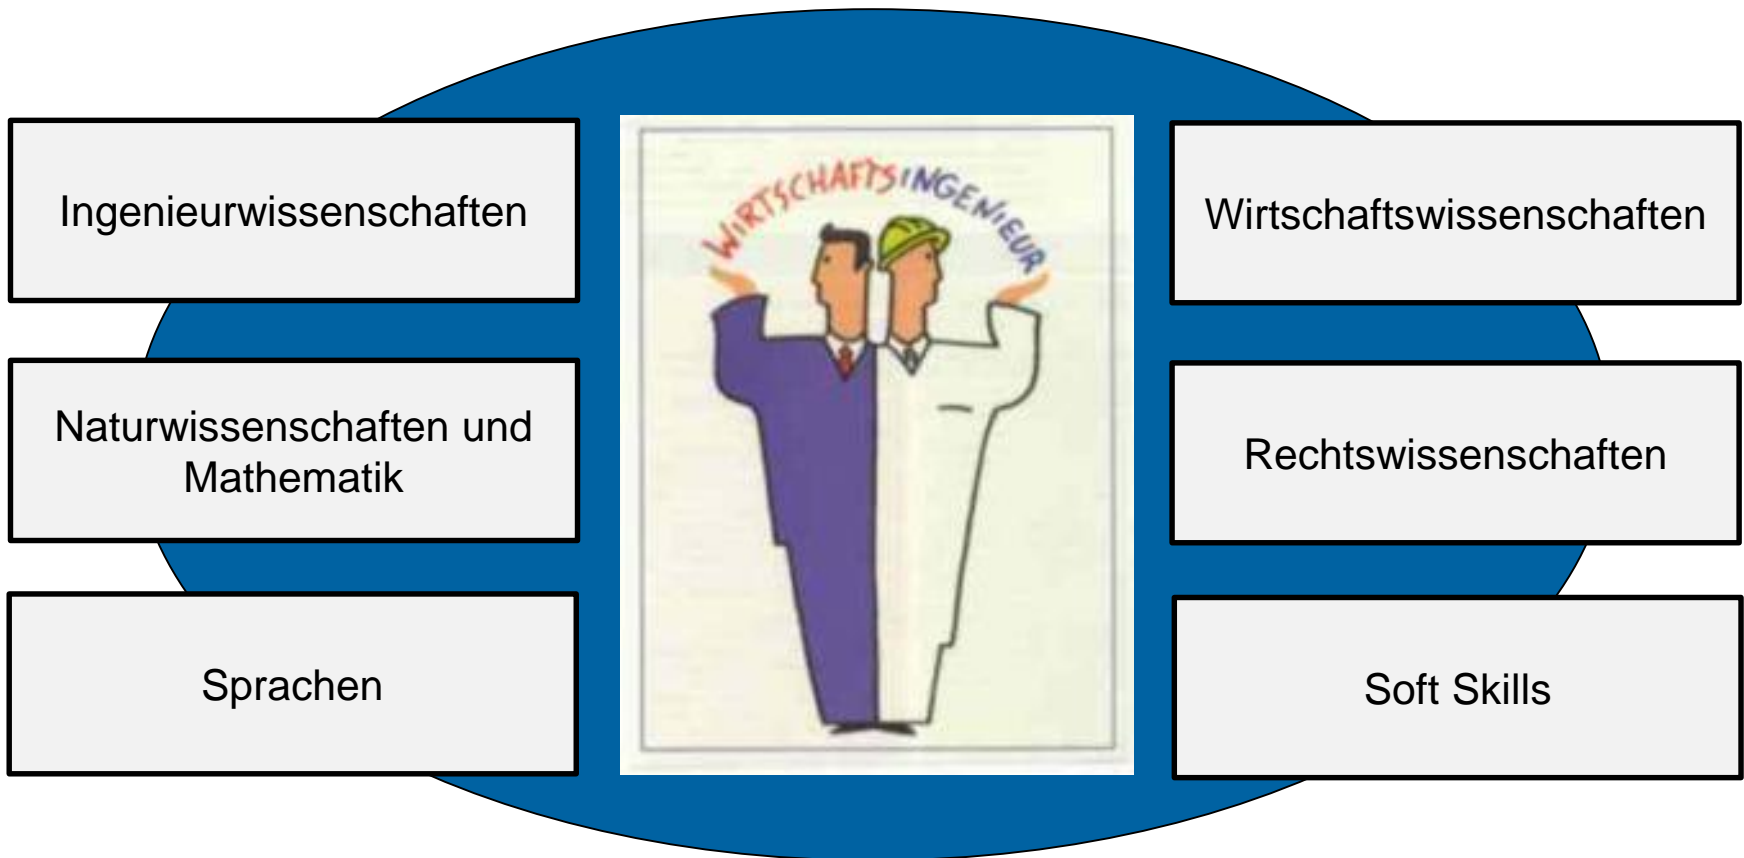 Ingenieurwissenschaften
Naturwissenschaften und
Mathematik
Sprachen
WIRTSCHAFTSINGENIEUR
Wirtschaftswissenschaften
Rechtswissenschaften
Soft Skills